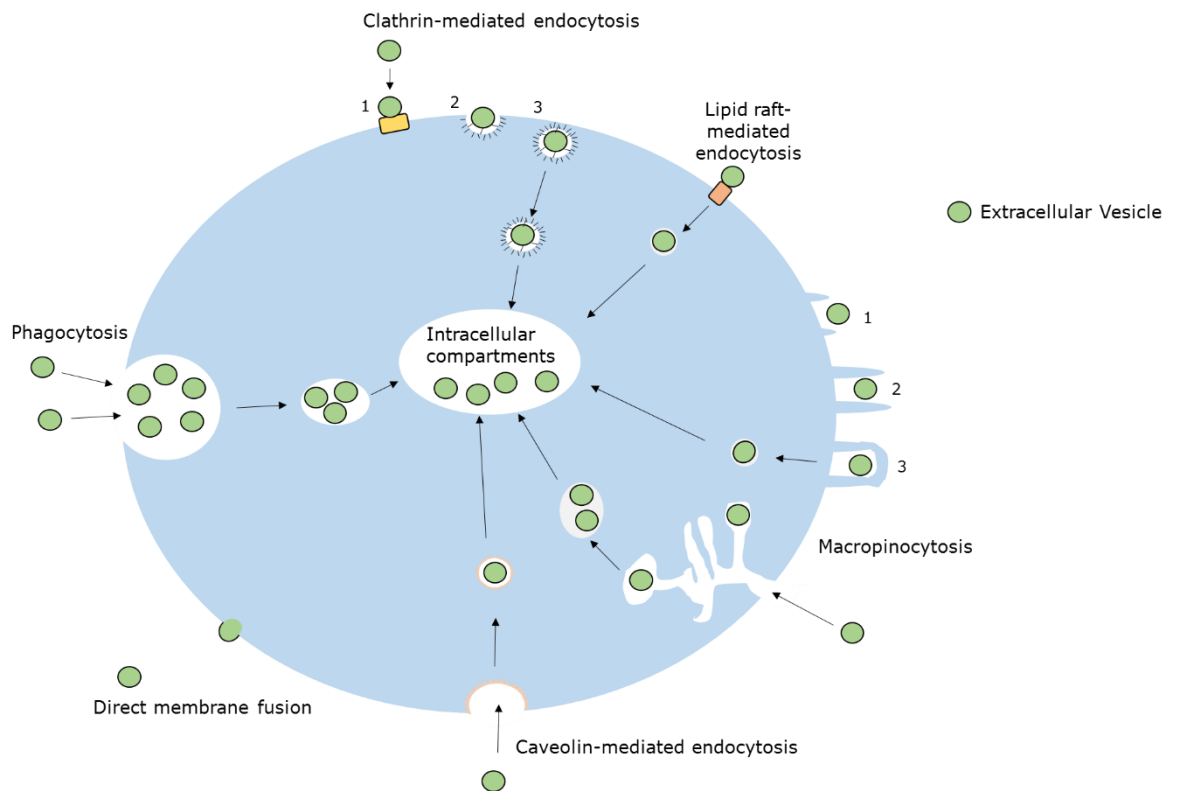 Clathrin-mediated endocytosis
1
2
3
Lipid raft-
mediated
endocytosis
Extracellular Vesicle
Phagocytosis
Intracellular
compartments
1
2
3
Macropinocytosis
Direct membrane fusion
Caveolin-mediated endocytosis